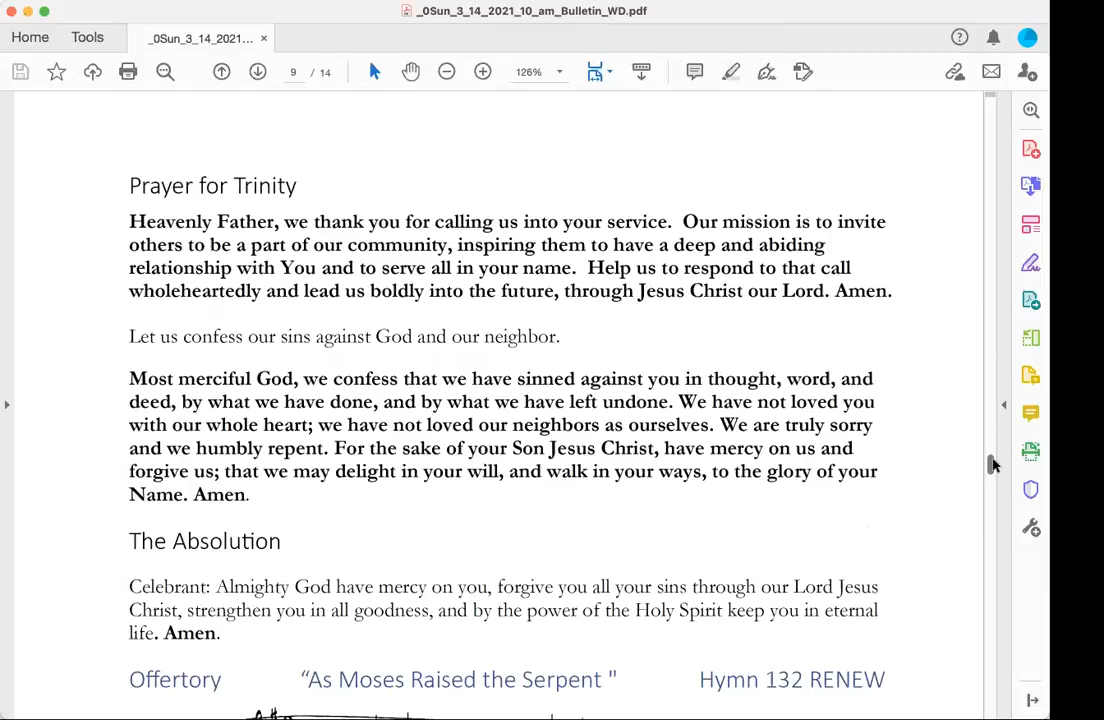 _0Sun_3_14_2021_10_am_Bulletin_WD.pdf
Home Tools _0Sun_3_14_2021... ×
9 / 14 126%
Prayer for Trinity
Heavenly Father, we thank you for calling us into your service.  Our mission is to invite
others to be a part of our community, inspiring them to have a deep and abiding
relationship with You and to serve all in your name.  Help us to respond to that call
wholeheartedly and lead us boldly into the future, through Jesus Christ our Lord. Amen.
Let us confess our sins against God and our neighbor.
Most merciful God, we confess that we have sinned against you in thought, word, and
deed, by what we have done, and by what we have left undone. We have not loved you
with our whole heart; we have not loved our neighbors as ourselves. We are truly sorry
and we humbly repent. For the sake of your Son Jesus Christ, have mercy on us and
forgive us; that we may delight in your will, and walk in your ways, to the glory of your
Name. Amen.
The Absolution
Celebrant: Almighty God have mercy on you, forgive you all your sins through our Lord Jesus
Christ, strengthen you in all goodness, and by the power of the Holy Spirit keep you in eternal
life. Amen.
Offertory “As Moses Raised the Serpent " Hymn 132 RENEW